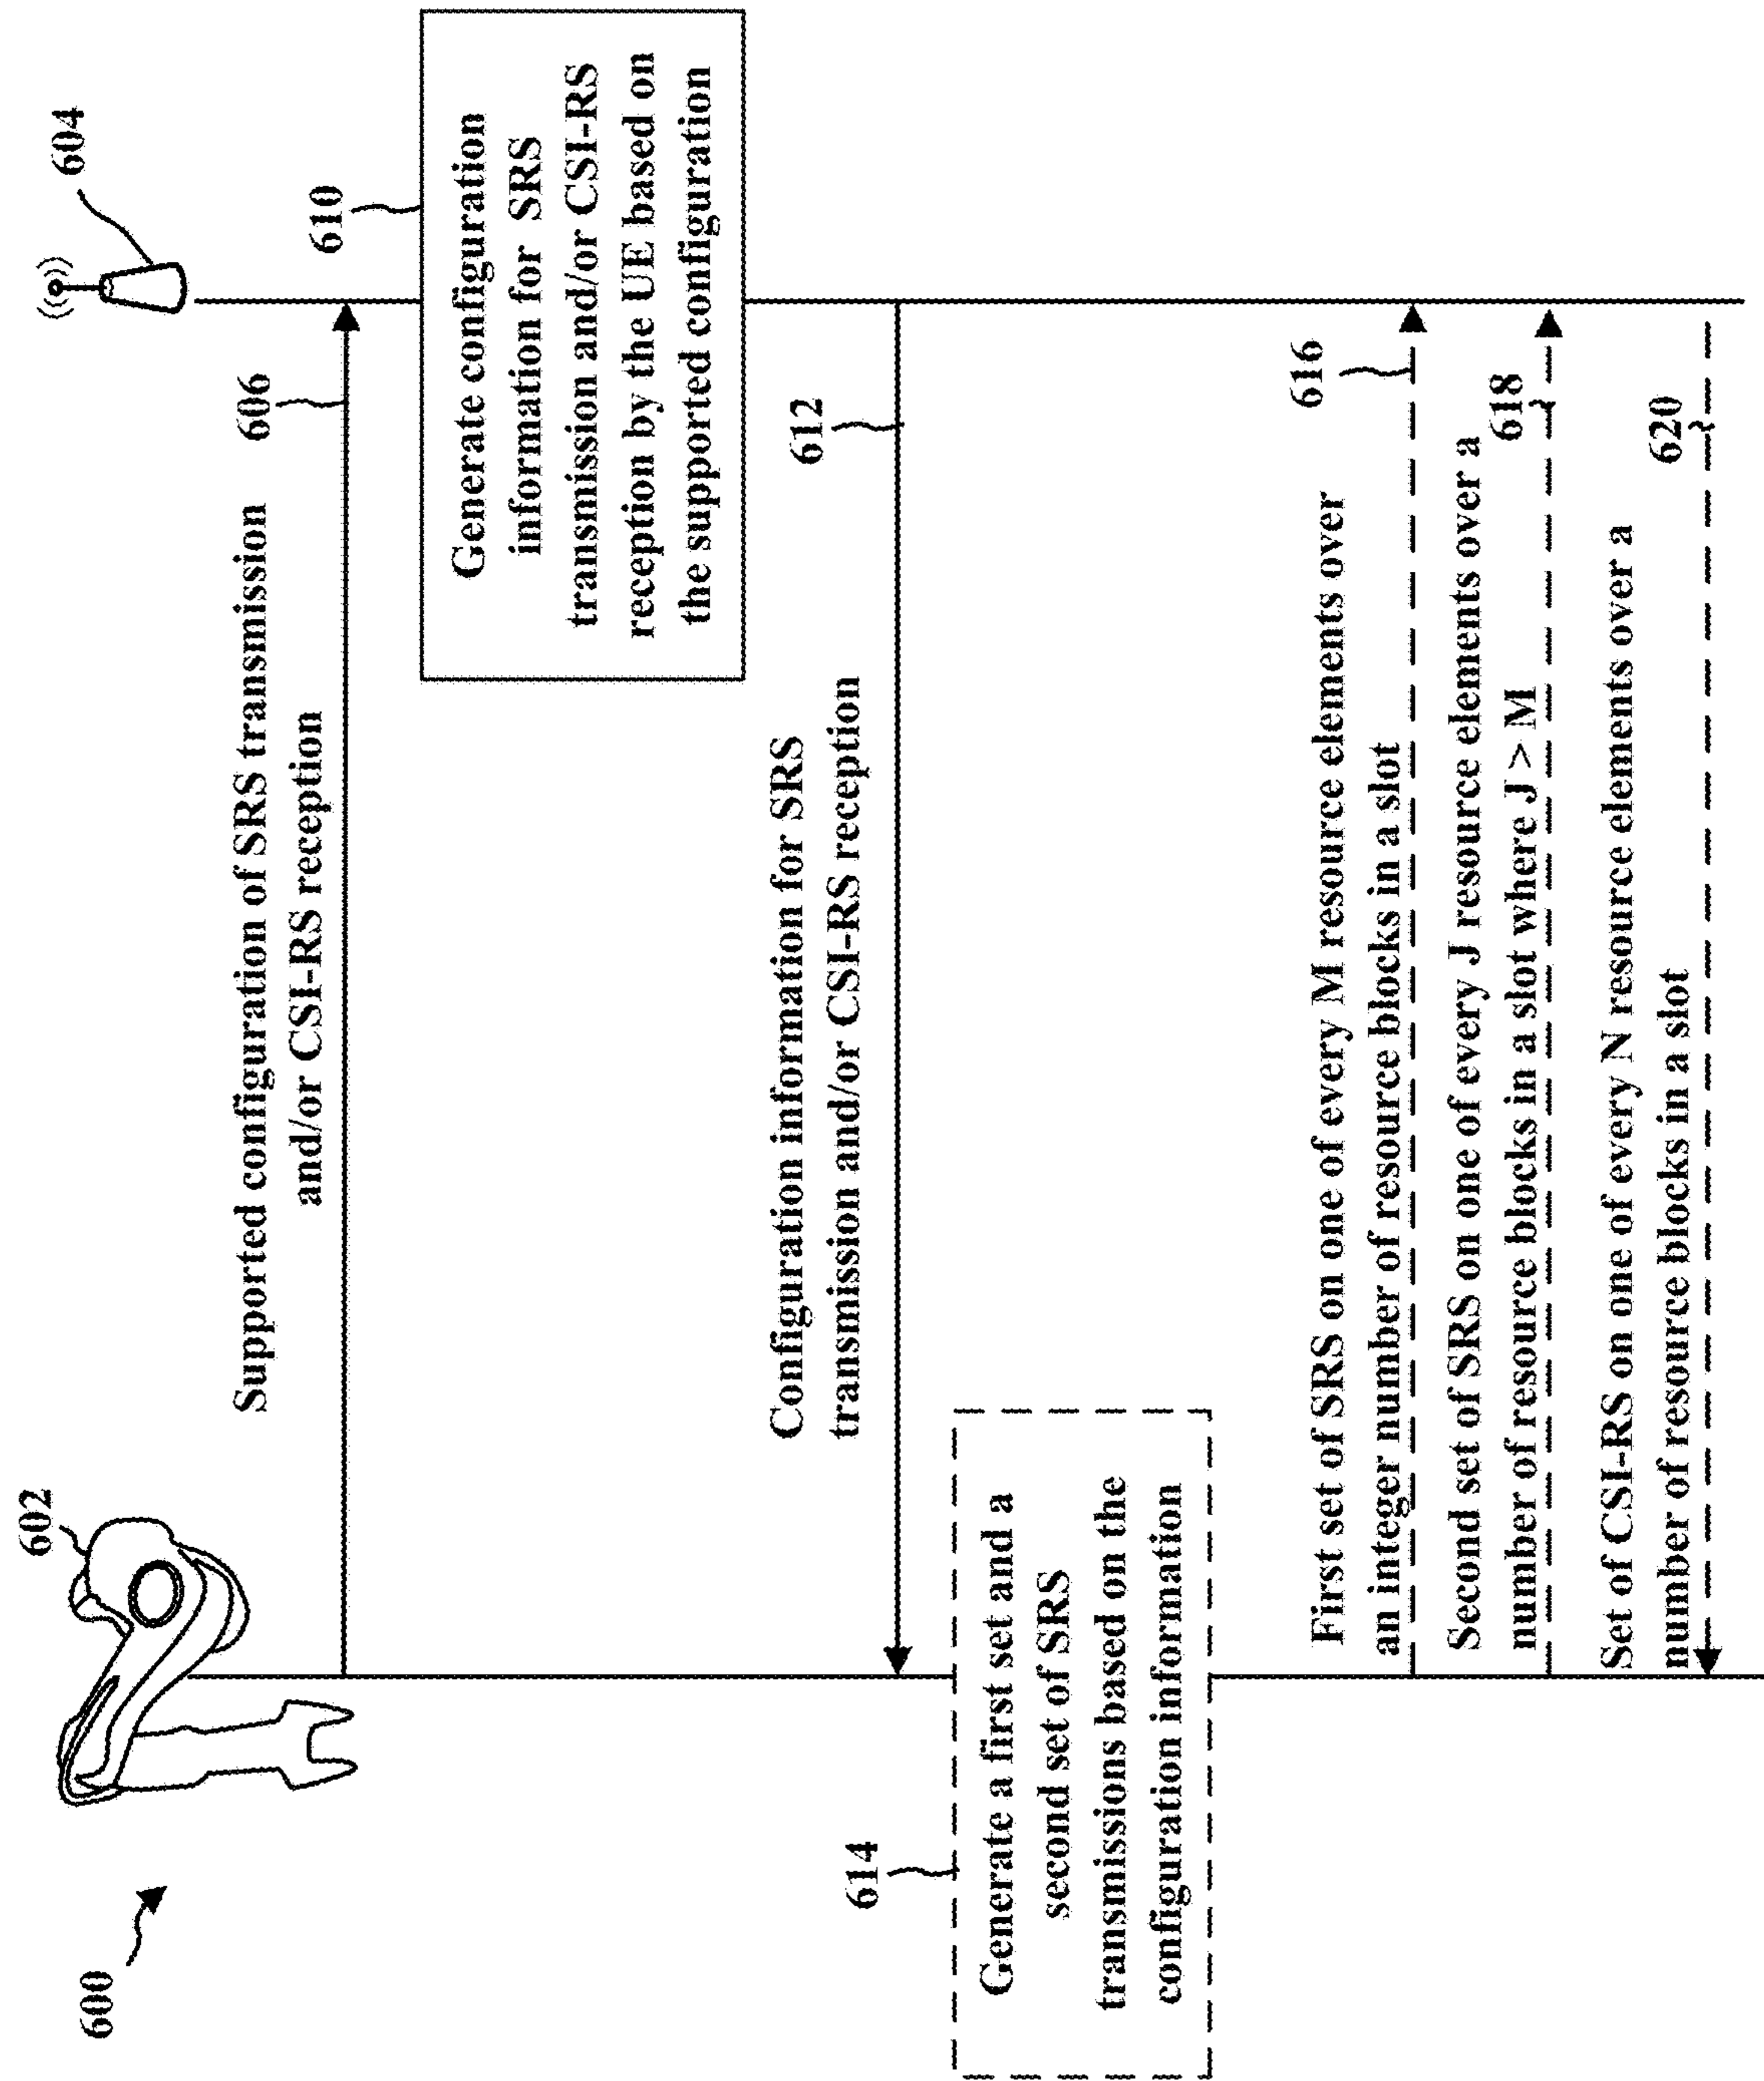 600
602
604
Supported configuration of SRS transmission
and/or CSI-RS reception
606
610
Generate configuration
information for SRS
transmission and/or CSI-RS
reception by the UE based on
the supported configuration
Configuration information for SRS
transmission and/or CSI-RS reception
612
614
Generate a first set and a
second set of SRS
transmissions based on the
configuration information
First set of SRS on one of every M resource elements over
an integer number of resource blocks in a slot
616
Second set of SRS on one of every J resource elements over a
number of resource blocks in a slot where J > M
618
Set of CSI-RS on one of every N resource elements over a
number of resource blocks in a slot
620